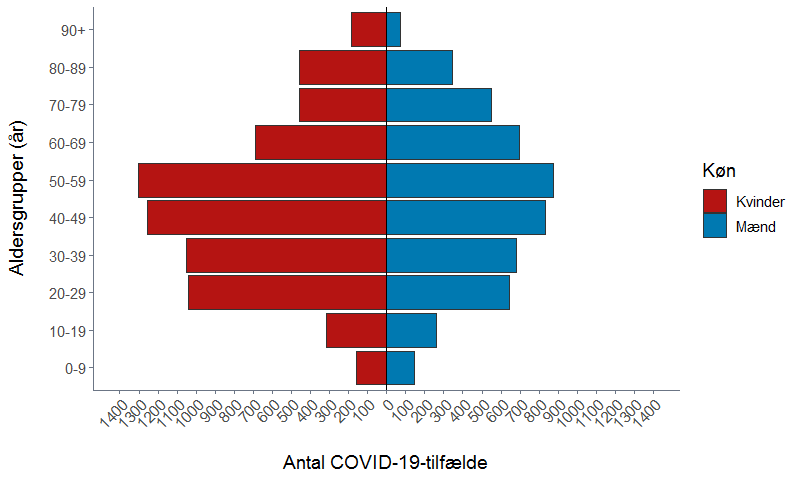 90+
80-89
70-79
60-69
50-59
40-49
30-39
20-29
10-19
0-9
Aldersgrupper (år)
1400 1300 1200 1100 1000 900 800 700 600 500 400 300 200 100 0 100 200 300 400 500 600 700 800 900 1000 1100 1200 1300 1400
Antal COVID-19-tilfælde
Køn
Kvinder
Mænd